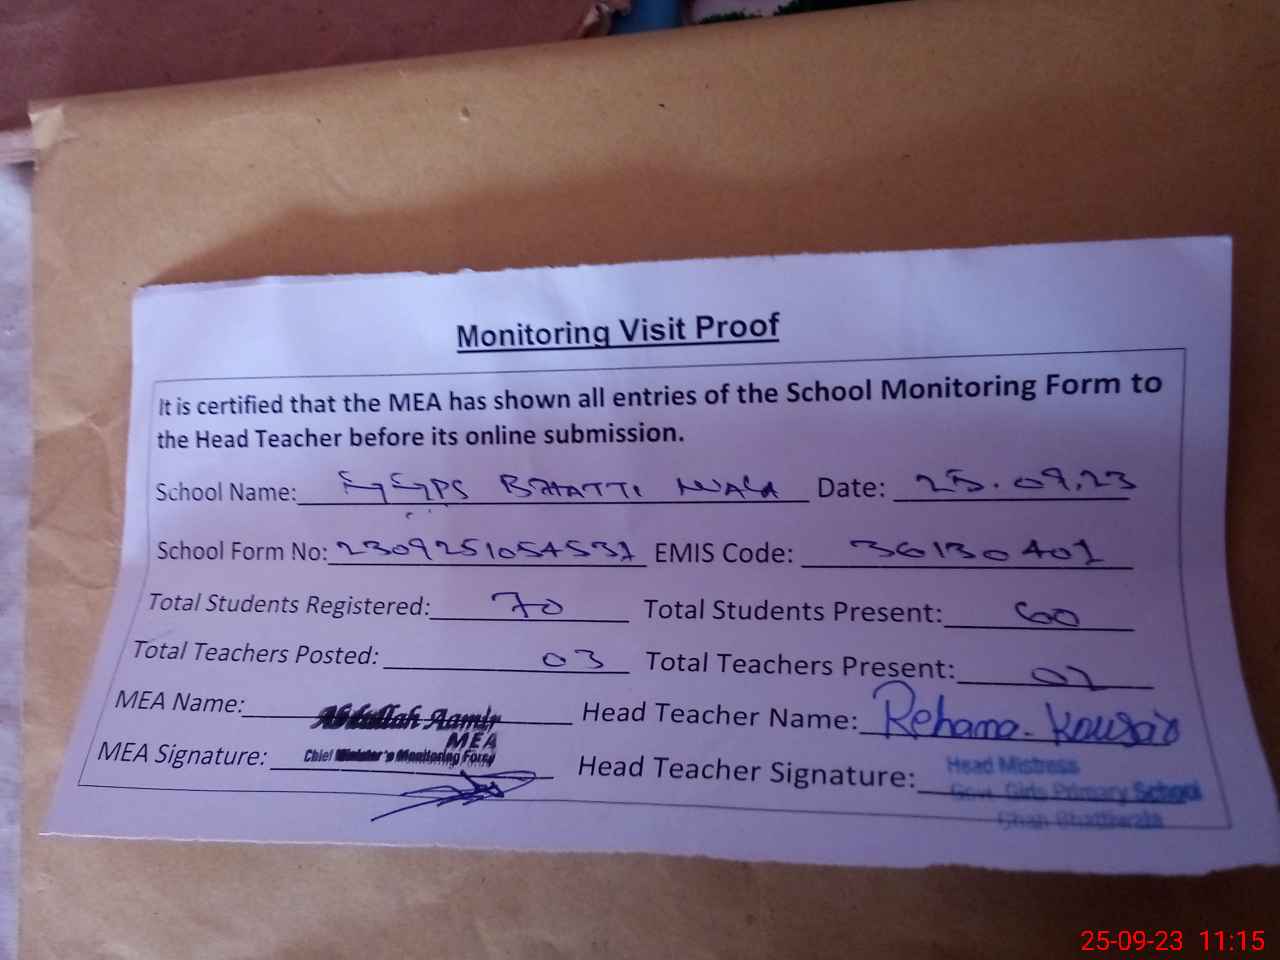 Monitoring Visit Proof
It is certified that the MEA has shown all entries of the School Monitoring Form to
the Head Teacher before its online submission.
School Name: GGPS BHATTI WALA Date: 25.09.23
School Form No: 2309251054537 EMIS Code: 36130401
Total Students Registered: 70 Total Students Present: 60
Total Teachers Posted: 03 Total Teachers Present: 02
MEA Name: Abdullah Aamir Head Teacher Name: Rehama Kousar
MEA
Chief Minister's Monitoring Force
MEA Signature: Head Teacher Signature:
Head Mistress
Govt. Girls Primary School
Bhattiwala
25-09-23 11:15